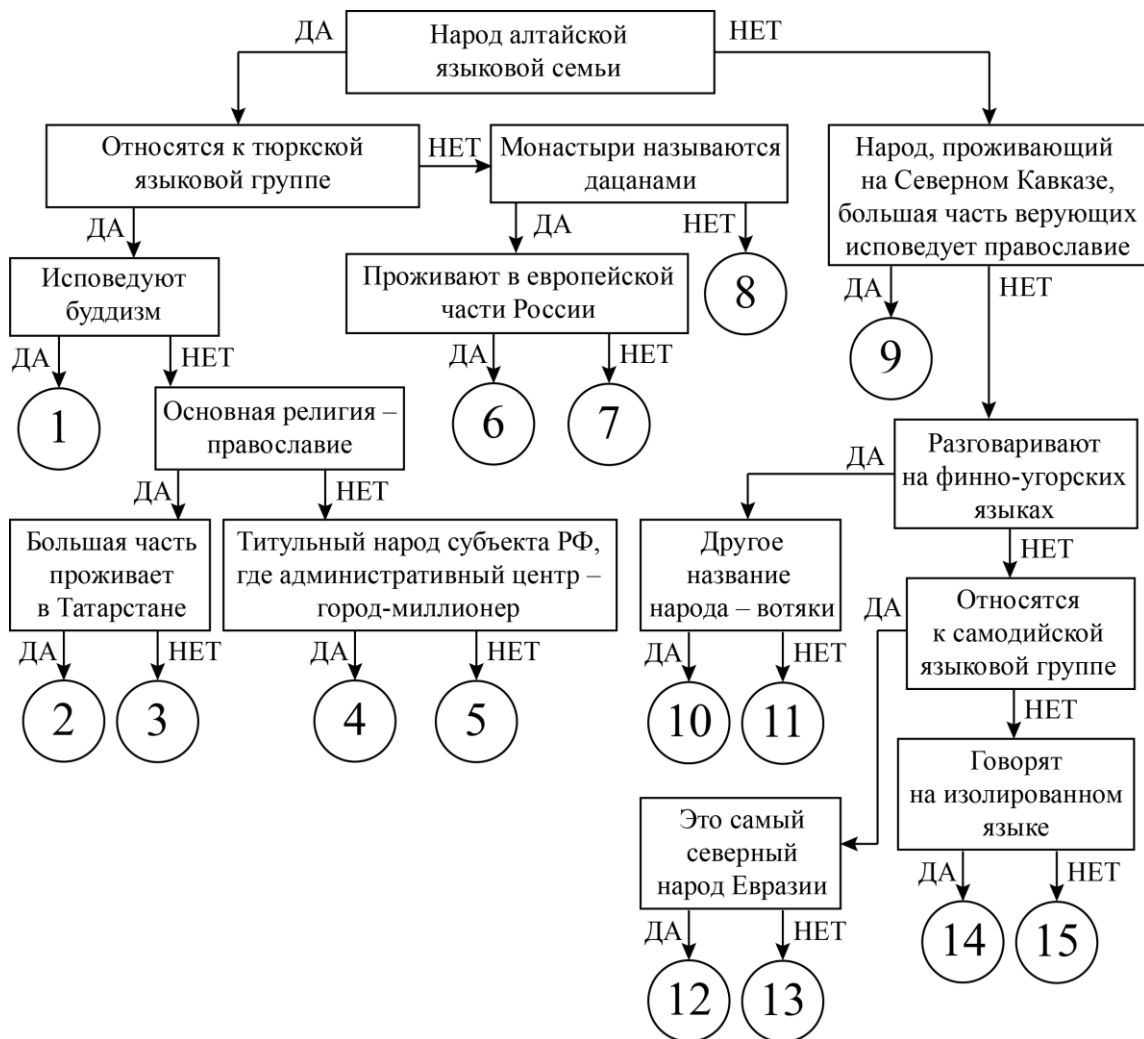 ДА
Народ алтайской
языковой семьи
НЕТ
Относятся к тюркской
языковой группе
НЕТ
Монастыри называются
дацанами
Народ, проживающий
на Северном Кавказе,
большая часть верующих
исповедует православие
ДА
ДА
НЕТ
Исповедуют
буддизм
Проживают в европейской
части России
8
ДА
НЕТ
9
ДА
НЕТ
ДА
НЕТ
1
Основная религия –
православие
6
7
Разговаривают
на финно-угорских
языках
ДА
ДА
НЕТ
НЕТ
Большая часть
проживает
в Татарстане
Титульный народ субъекта РФ,
где административный центр –
город-миллионер
Другое
название
народа – вотяки
Относятся
к самодийской
языковой группе
ДА
ДА
НЕТ
ДА
НЕТ
ДА
НЕТ
НЕТ
2
3
4
5
10
11
Говорят
на изолированном
языке
Это самый
северный
народ Евразии
ДА
НЕТ
ДА
НЕТ
14
15
12
13